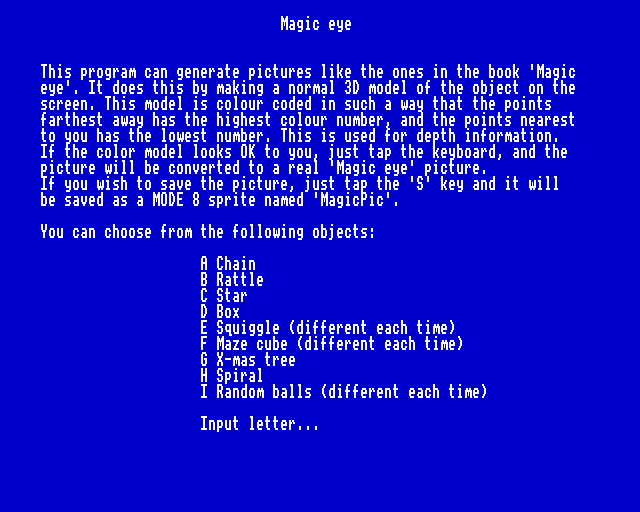 Magic eye
This program can generate pictures like the ones in the book 'Magic
eye'. It does this by making a normal 3D model of the object on the
screen. This model is colour coded in such a way that the points
farthest away has the highest colour number, and the points nearest
to you has the lowest number. This is used for depth information.
If the color model looks OK to you, just tap the keyboard, and the
picture will be converted to a real 'Magic eye' picture.
If you wish to save the picture, just tap the 'S' key and it will
be saved as a MODE 8 sprite named 'MagicPic'.
You can choose from the following objects:
A Chain
B Rattle
C Star
D Box
E Squiggle (different each time)
F Maze cube (different each time)
G X-mas tree
H Spiral
I Random balls (different each time)
Input letter...